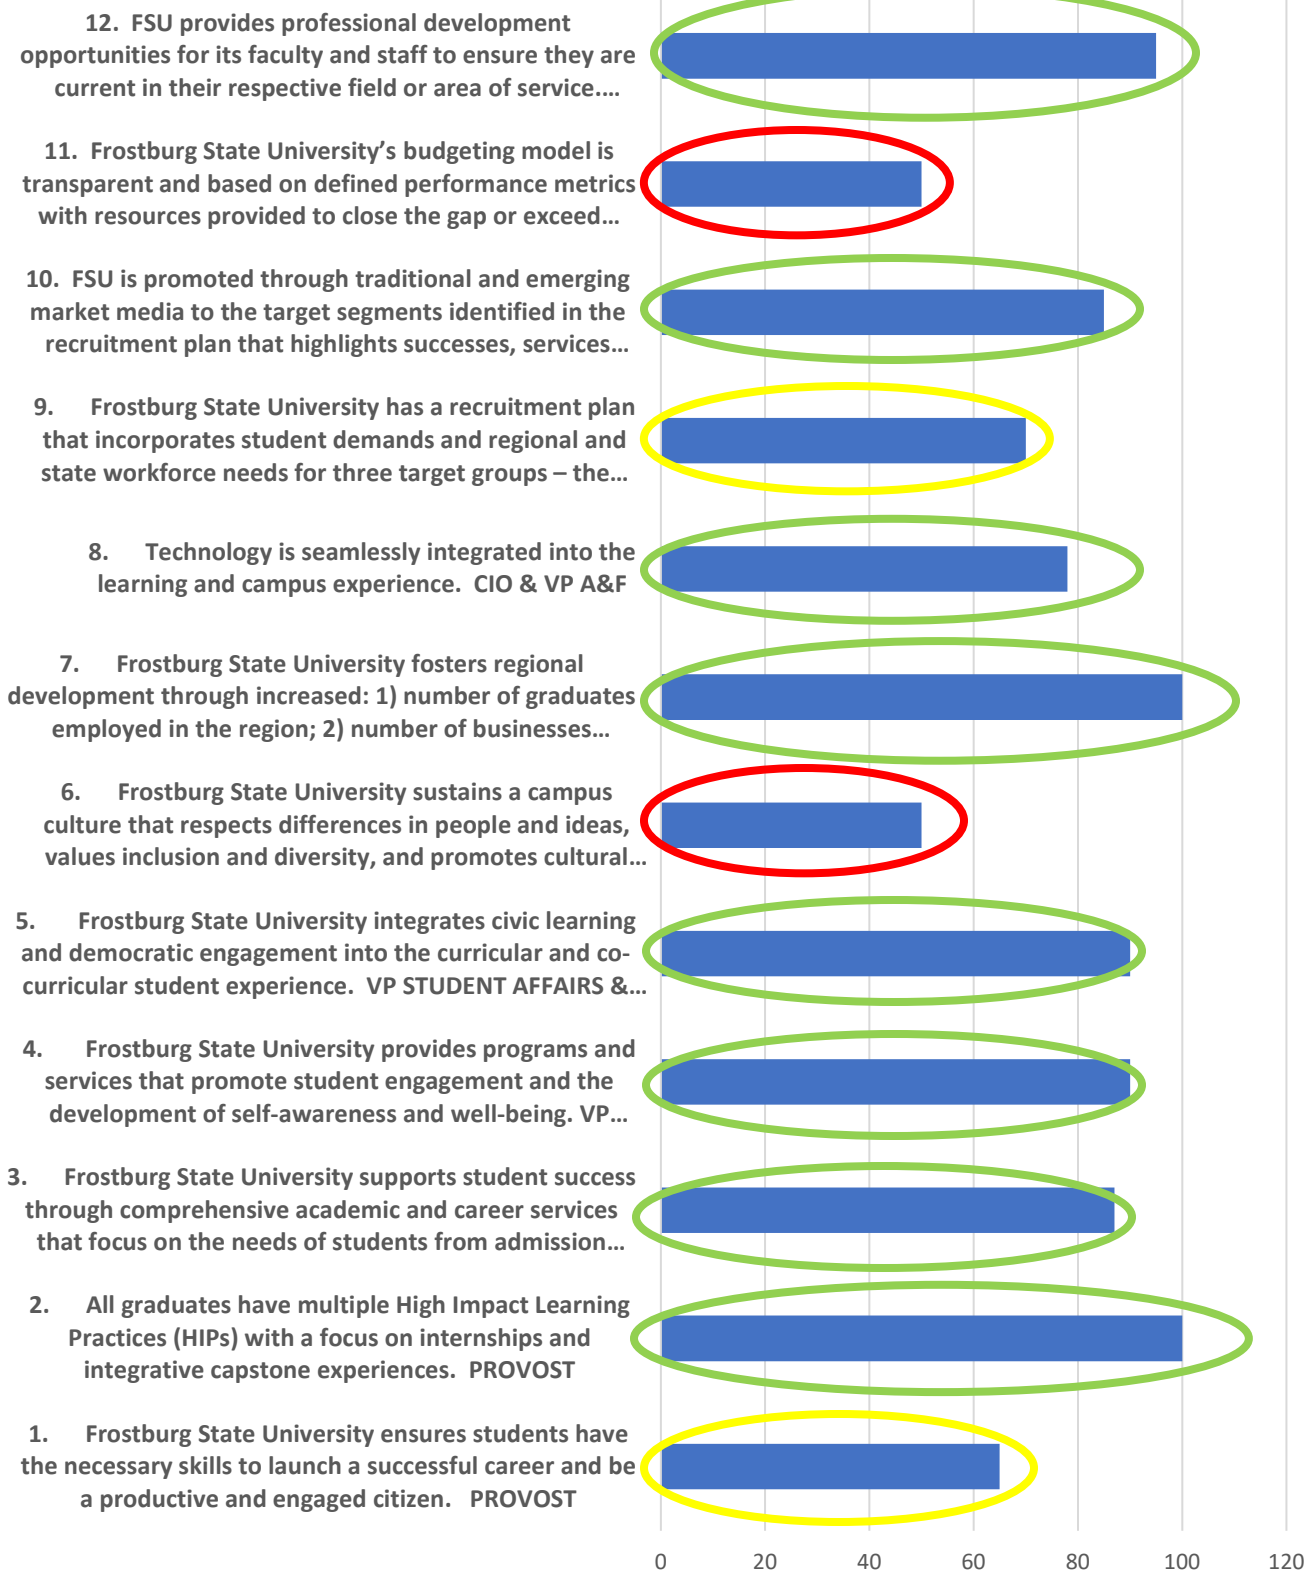 12. FSU provides professional development
opportunities for its faculty and staff to ensure they are
current in their respective field or area of service.…
11. Frostburg State University’s budgeting model is
transparent and based on defined performance metrics
with resources provided to close the gap or exceed…
10. FSU is promoted through traditional and emerging
market media to the target segments identified in the
recruitment plan that highlights successes, services…
9. Frostburg State University has a recruitment plan
that incorporates student demands and regional and
state workforce needs for three target groups – the…
8. Technology is seamlessly integrated into the
learning and campus experience. CIO & VP A&F
7. Frostburg State University fosters regional
development through increased: 1) number of graduates
employed in the region; 2) number of businesses…
6. Frostburg State University sustains a campus
culture that respects differences in people and ideas,
values inclusion and diversity, and promotes cultural…
5. Frostburg State University integrates civic learning
and democratic engagement into the curricular and co-
curricular student experience. VP STUDENT AFFAIRS &…
4. Frostburg State University provides programs and
services that promote student engagement and the
development of self-awareness and well-being. VP…
3. Frostburg State University supports student success
through comprehensive academic and career services
that focus on the needs of students from admission…
2. All graduates have multiple High Impact Learning
Practices (HIPs) with a focus on internships and
integrative capstone experiences. PROVOST
1. Frostburg State University ensures students have
the necessary skills to launch a successful career and be
a productive and engaged citizen. PROVOST
0 20 40 60 80 100 120